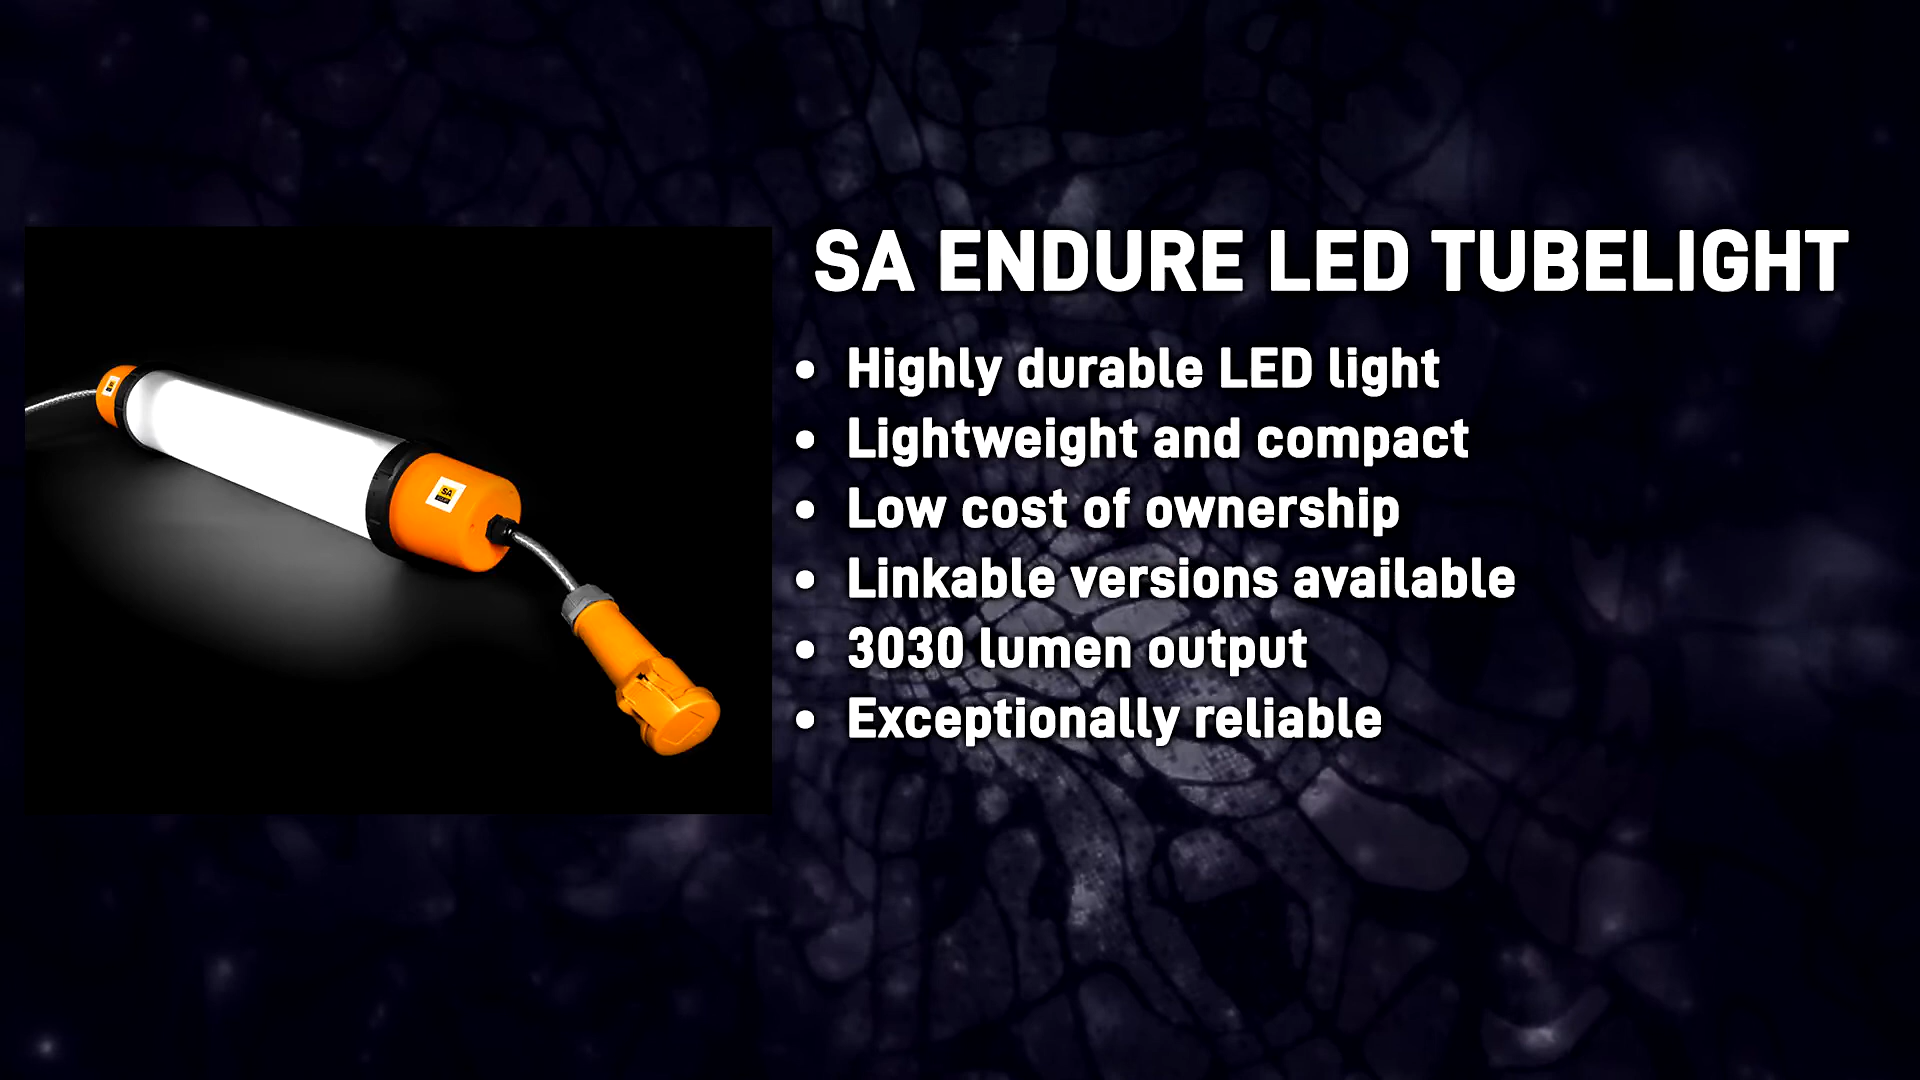 SA ENDURE LED TUBELIGHT
• Highly durable LED light
• Lightweight and compact
• Low cost of ownership
• Linkable versions available
• 3030 lumen output
• Exceptionally reliable
SA